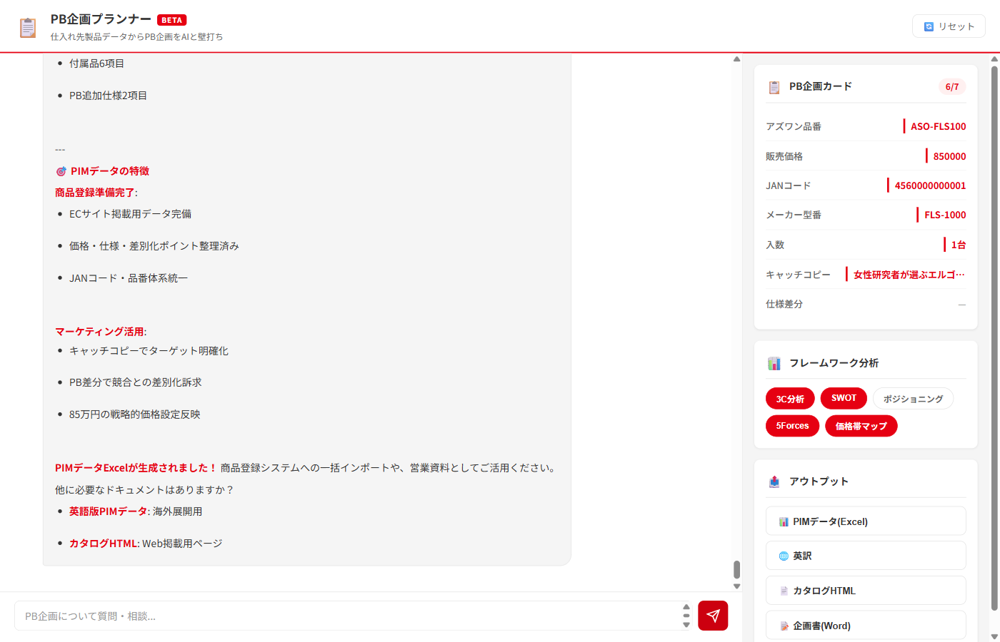 PB企画プランナー BETA
仕入れ先製品データからPB企画をAIと壁打ち
リセット
付属品6項目
PB追加仕様2項目
---
PIMデータの特徴
商品登録準備完了:
ECサイト掲載用データ完備
価格・仕様・差別化ポイント整理済み
JANコード・品番体系統一
マーケティング活用:
キャッチコピーでターゲット明確化
PB差分で競合との差別化訴求
85万円の戦略的価格設定反映
PIMデータExcelが生成されました！ 商品登録システムへの一括インポートや、営業資料としてご活用ください。
他に必要なドキュメントはありますか？
英語版PIMデータ: 海外展開用
カタログHTML: Web掲載用ページ
PB企画について質問・相談...
PB企画カード 6/7
アズワン品番 ASO-FLS100
販売価格 850000
JANコード 4560000000001
メーカー型番 FLS-1000
入数 1台
キャッチコピー 女性研究者が選ぶエルゴ…
仕様差分 —
フレームワーク分析
3C分析 SWOT ポジショニング
5Forces 価格帯マップ
アウトプット
PIMデータ(Excel)
英訳
カタログHTML
企画書(Word)